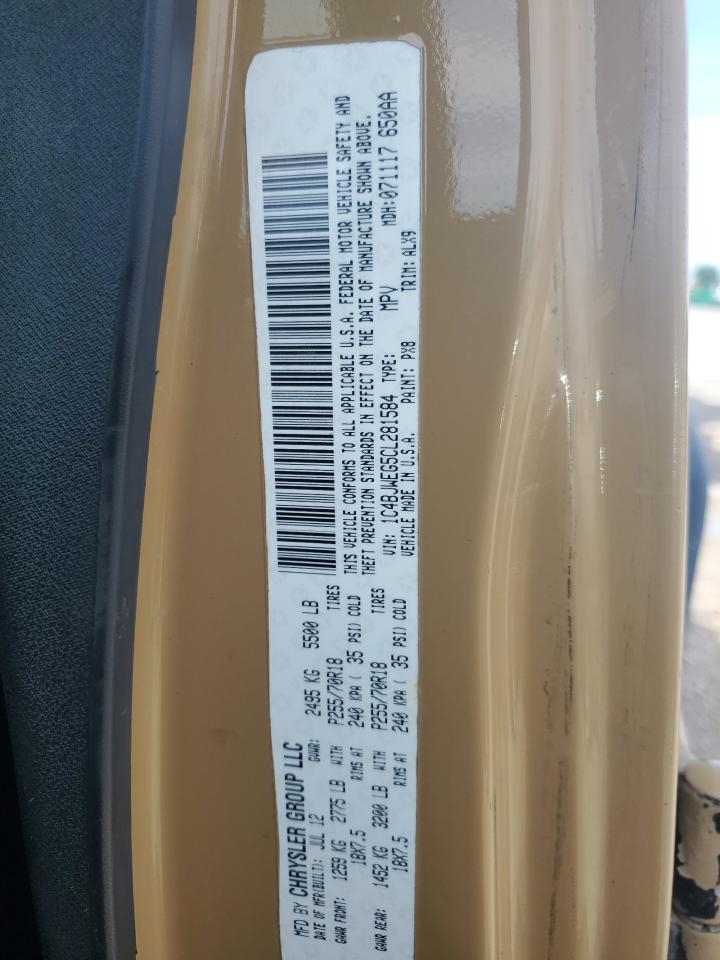 MFD BY CHRYSLER GROUP LLC
DATE OF MFR(BUILT): JUL 12 GVWR: 2495 KG 5500 LB
GAWR FRONT: 1259 KG 2775 LB WITH P255/70R18 TIRES
18X7.5 RIMS AT 240 KPA ( 35 PSI) COLD
GAWR REAR: 1452 KG 3200 LB WITH P255/70R18 TIRES
18X7.5 RIMS AT 240 KPA ( 35 PSI) COLD
THIS VEHICLE CONFORMS TO ALL APPLICABLE U.S.A. FEDERAL MOTOR VEHICLE SAFETY AND
THEFT PREVENTION STANDARDS IN EFFECT ON THE DATE OF MANUFACTURE SHOWN ABOVE.
VIN: 1C4BJWEG5CL281584 TYPE: MPV MDH: 071117 650AA
VEHICLE MADE IN U.S.A. PAINT: PX8 TRIM: ALX9